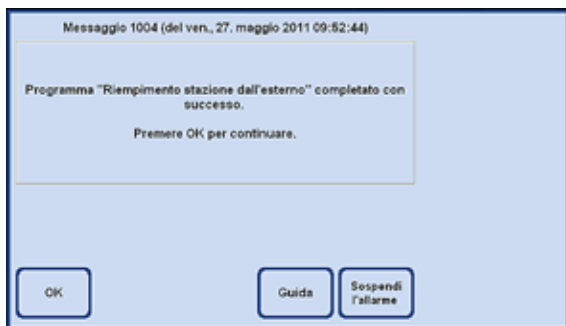 Messaggio 1004 (del ven., 27. maggio 2011 09:52:44)
Programma "Riempimento stazione dall'esterno" completato con
successo.
Premere OK per continuare.
OK
Guida
Sospendi
l'allarme